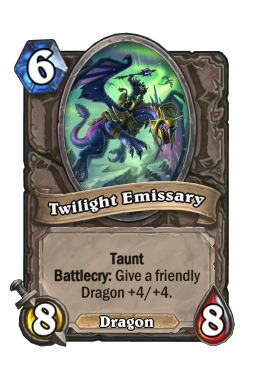 6
Twilight Emissary
Taunt
Battlecry: Give a friendly
Dragon +4/+4.
8
Dragon
8